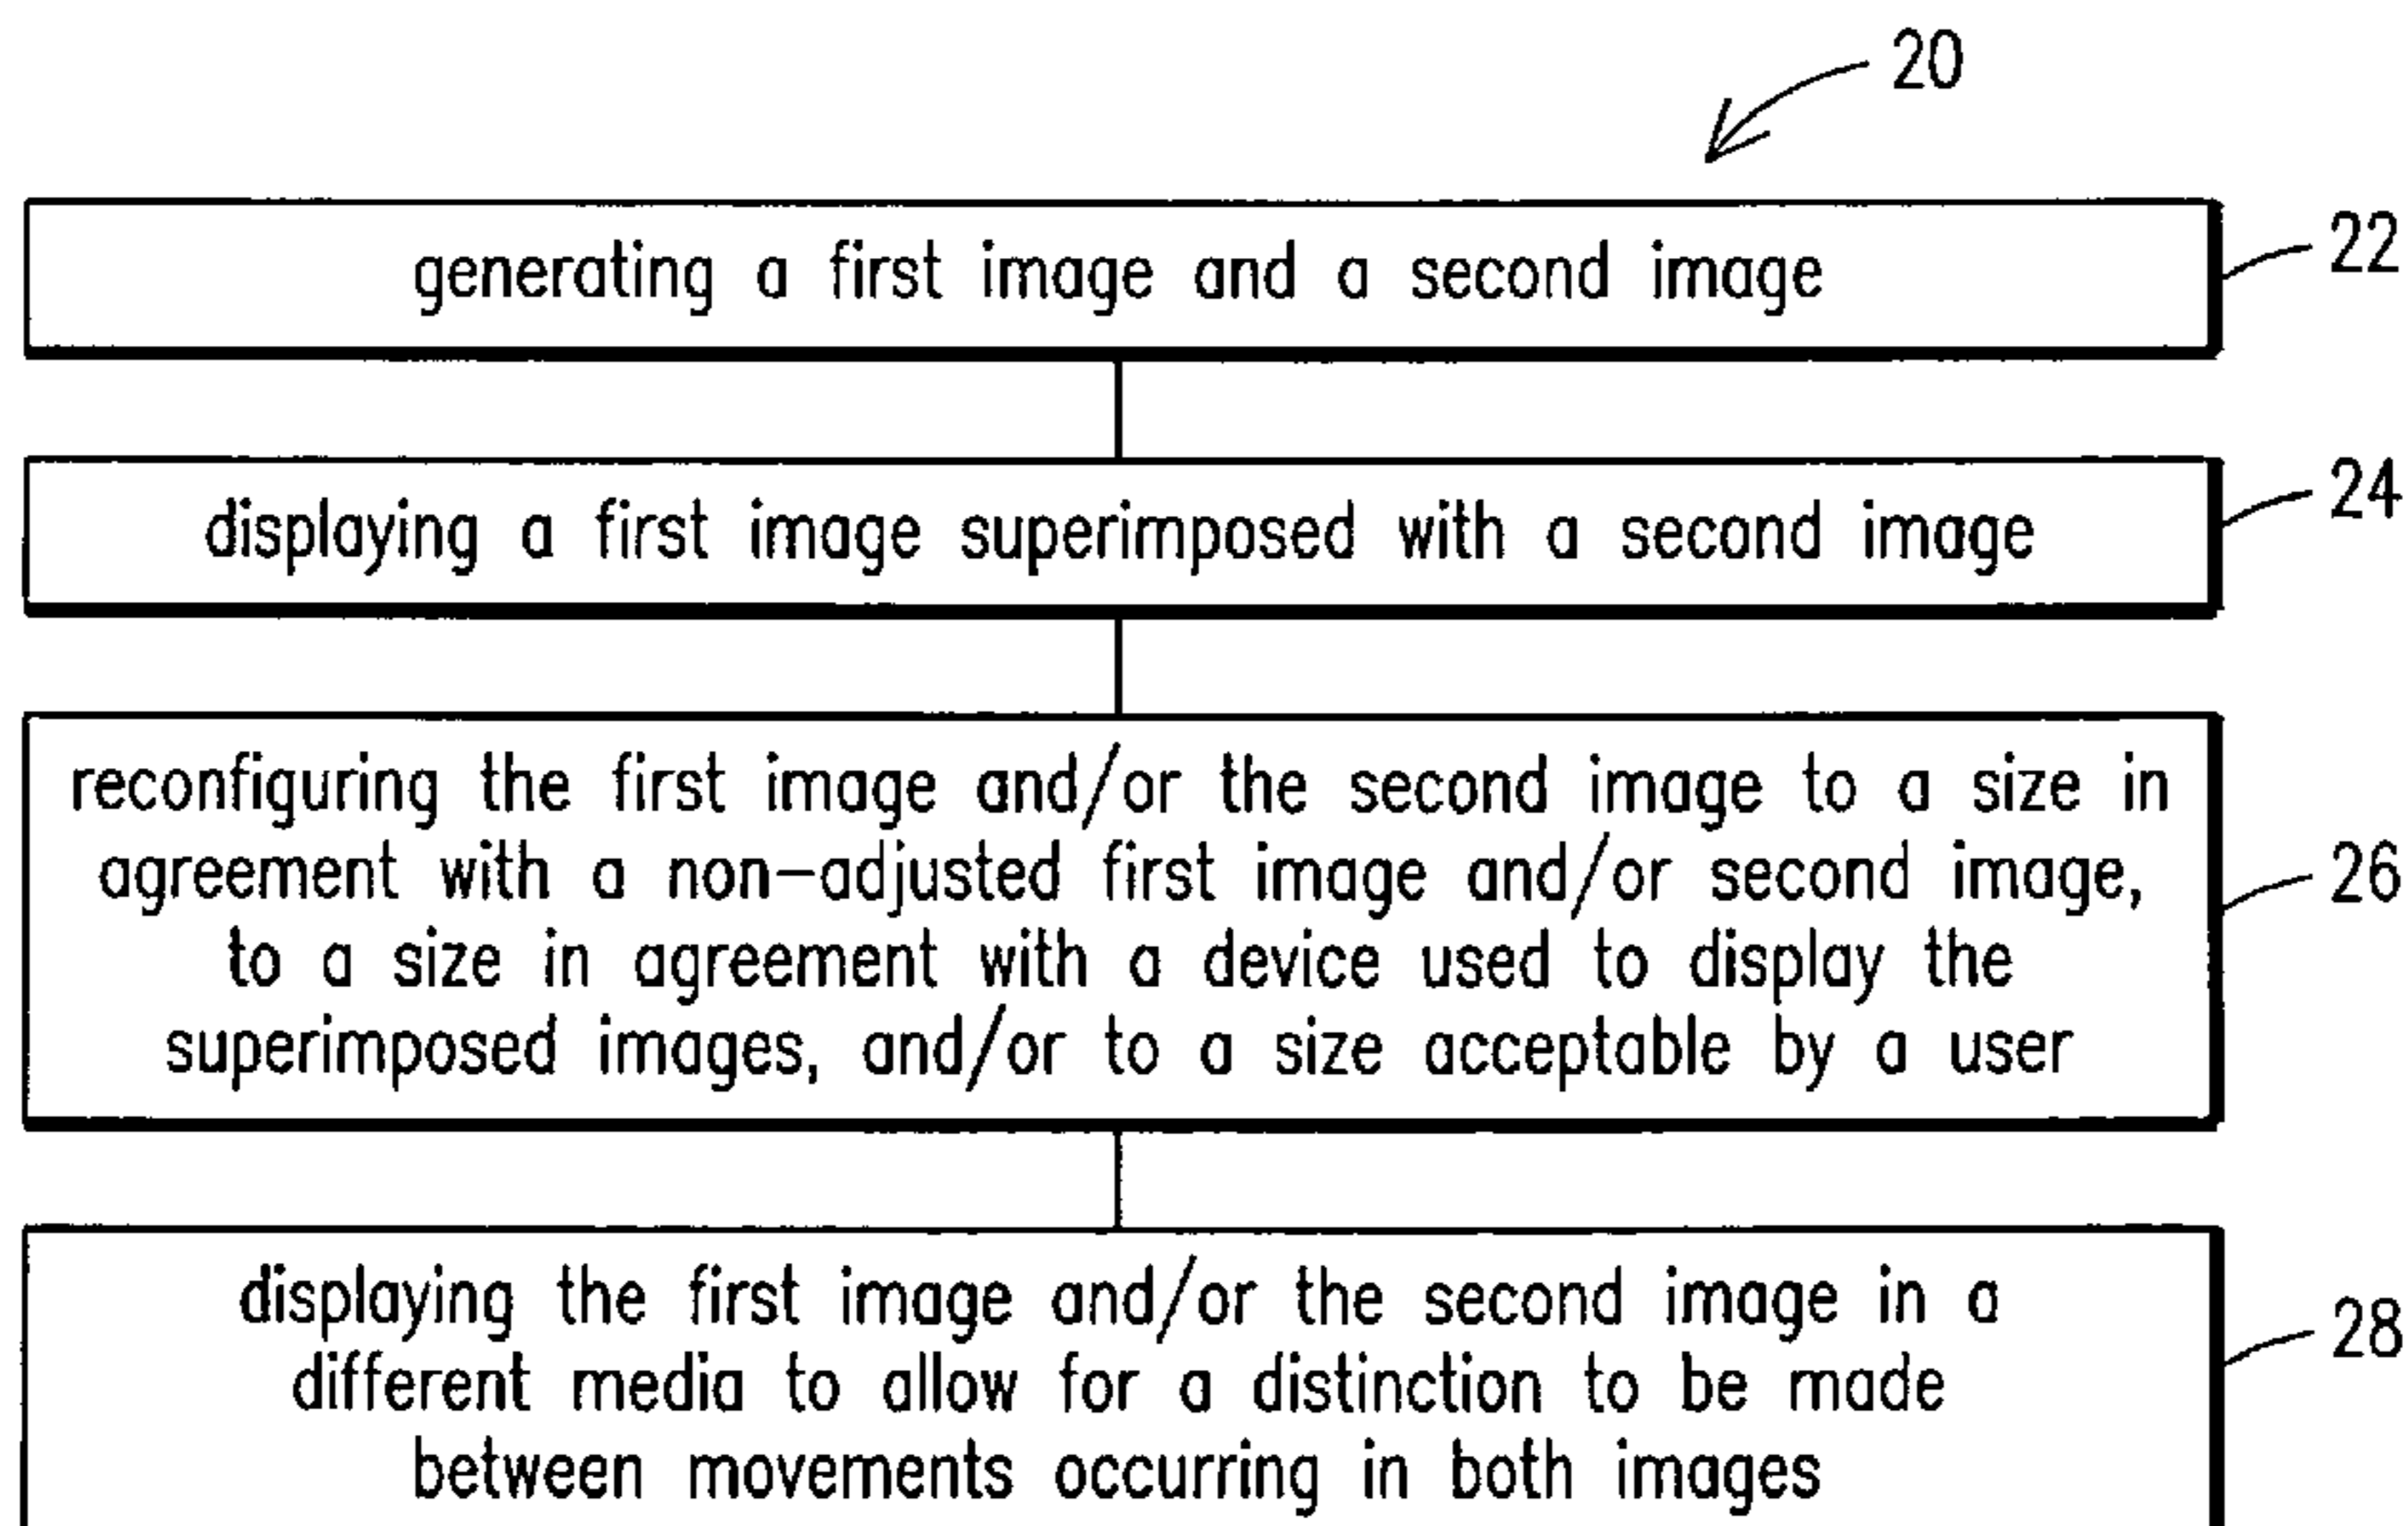 20
generating a first image and a second image
22
displaying a first image superimposed with a second image
24
reconfiguring the first image and/or the second image to a size in
agreement with a non-adjusted first image and/or second image,
to a size in agreement with a device used to display the
superimposed images, and/or to a size acceptable by a user
26
displaying the first image and/or the second image in a
different media to allow for a distinction to be made
between movements occurring in both images
28